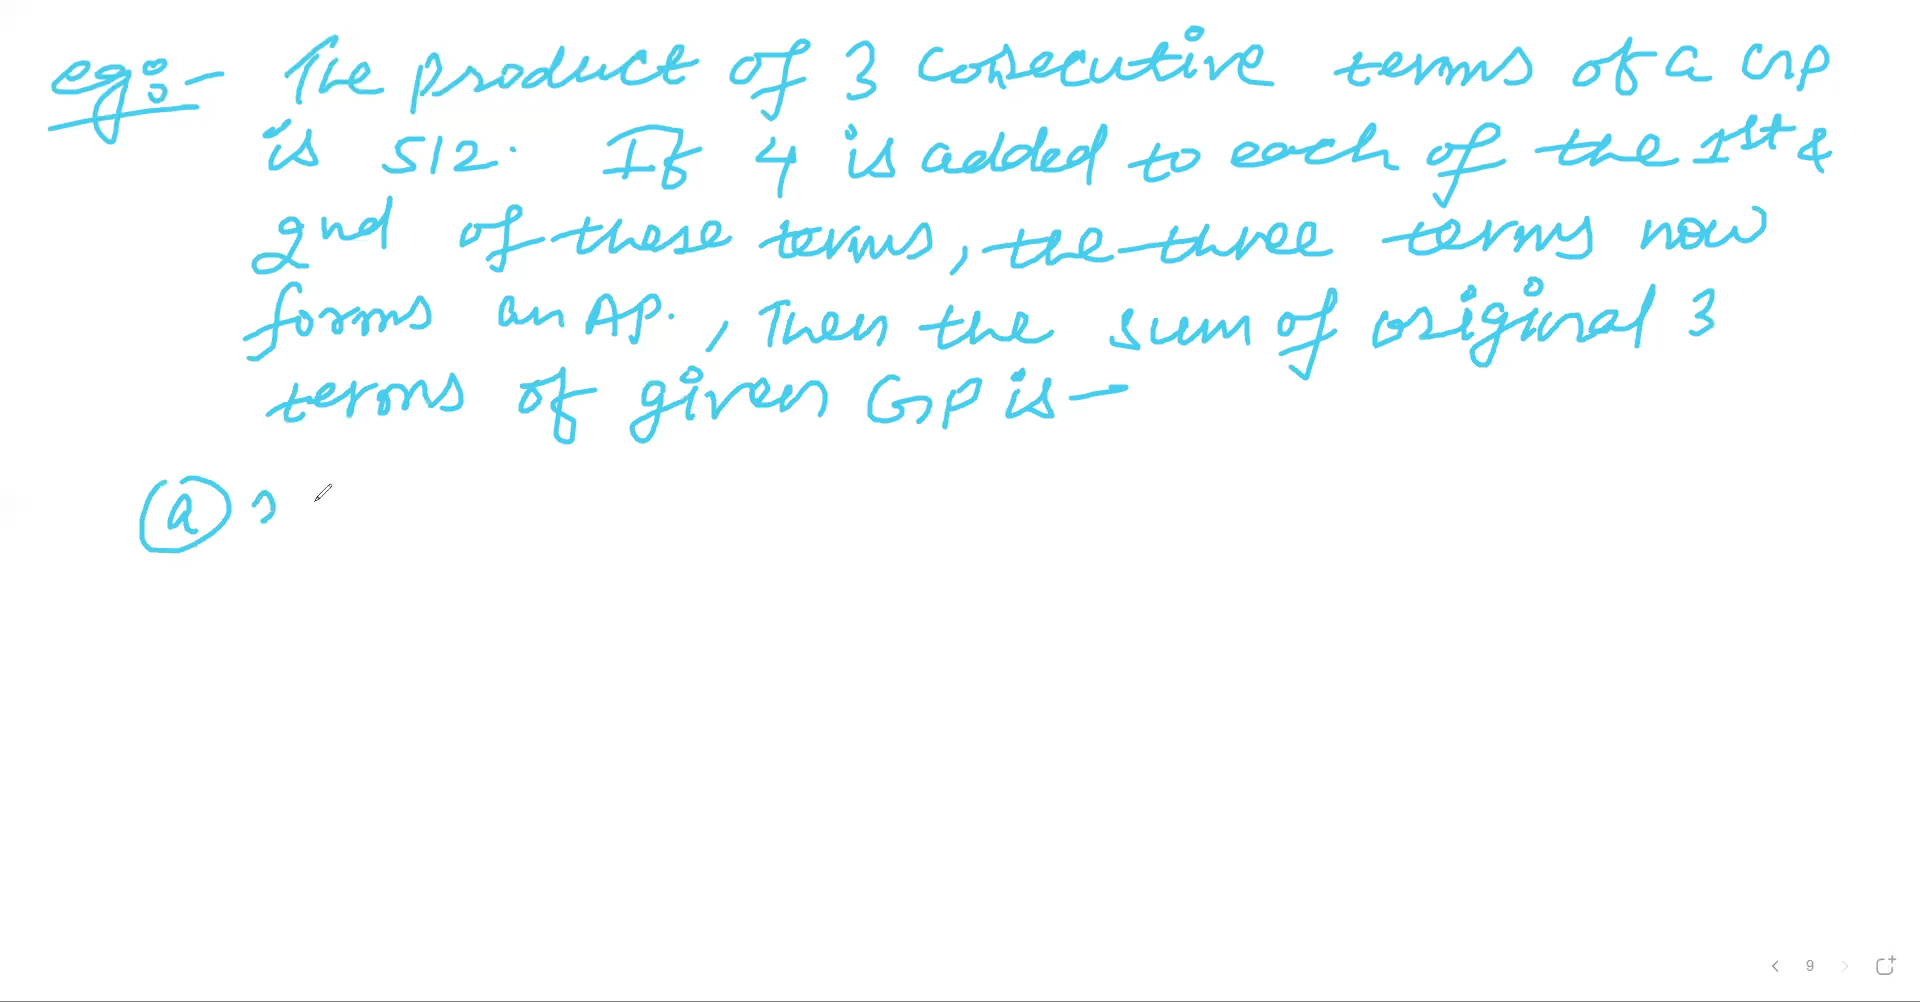 eg:- The product of 3 consecutive terms of a GP
is 512. If 4 is added to each of the 1st &
2nd of these terms, the three terms now
forms an AP., Then the sum of original 3
terms of given GP is -
(a)
9